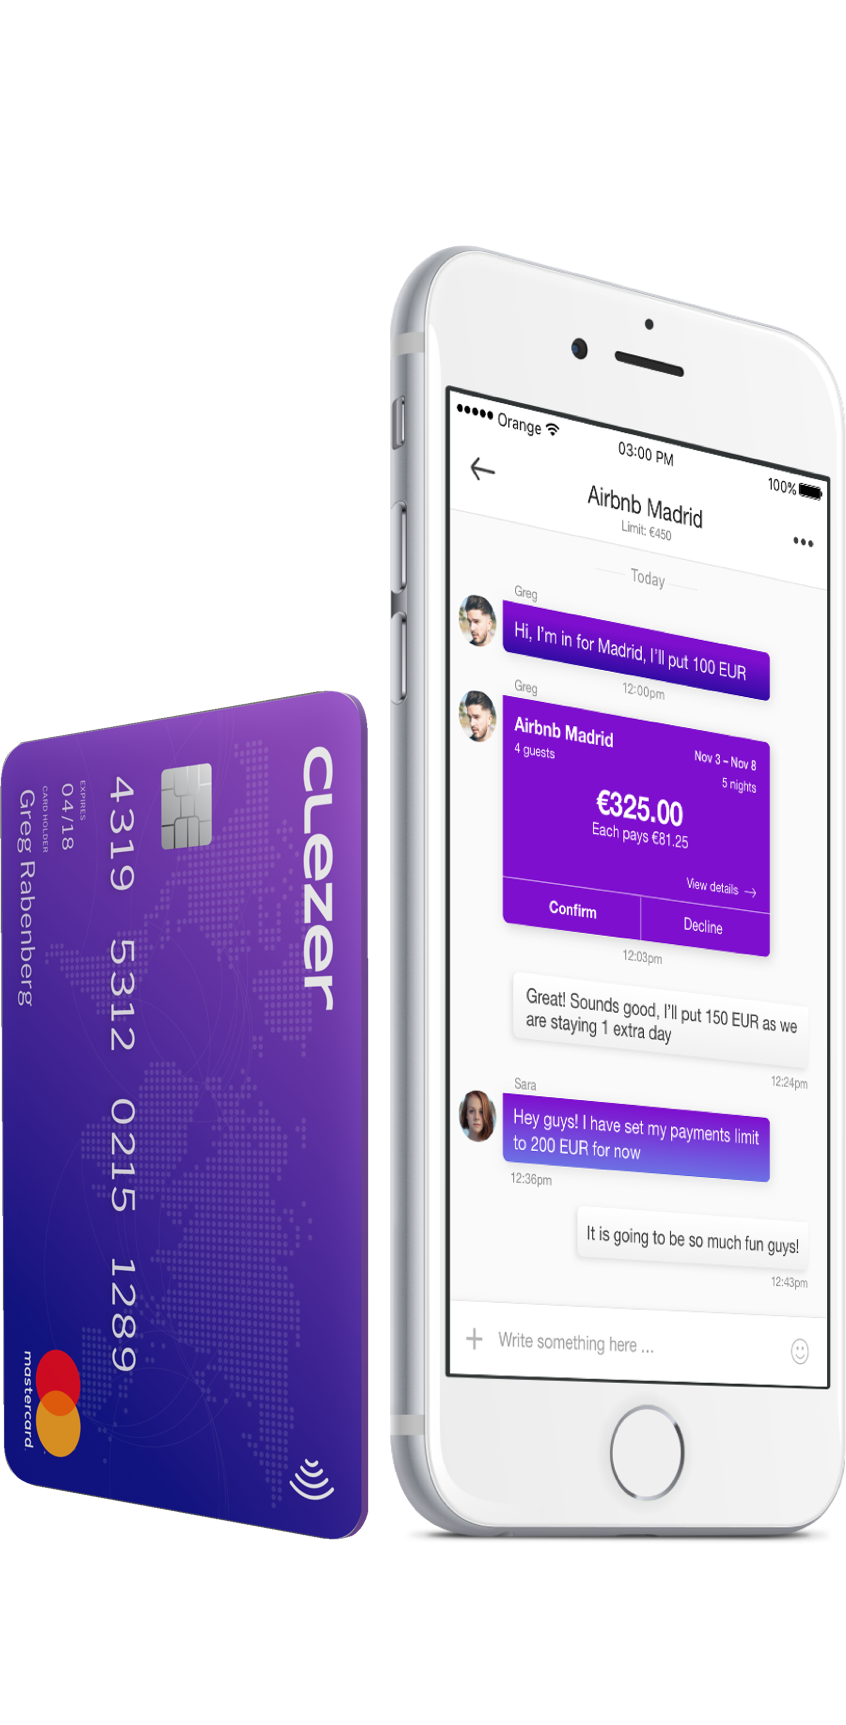 CLEZER
4319 5312 0215 1289
EXPIRES
04/18
CARD HOLDER
Greg Rabenberg
mastercard.
Orange
03:00 PM
100%
Airbnb Madrid
Limit: €450
Today
Greg
Hi, I'm in for Madrid, I'll put 100 EUR
12:00pm
Greg
Airbnb Madrid
Nov 3 – Nov 8
4 guests
5 nights
€325.00
Each pays €81.25
View details →
Confirm
Decline
12:03pm
Great! Sounds good, I'll put 150 EUR as we
are staying 1 extra day
12:24pm
Sara
Hey guys! I have set my payments limit
to 200 EUR for now
12:36pm
It is going to be so much fun guys!
12:43pm
Write something here ...